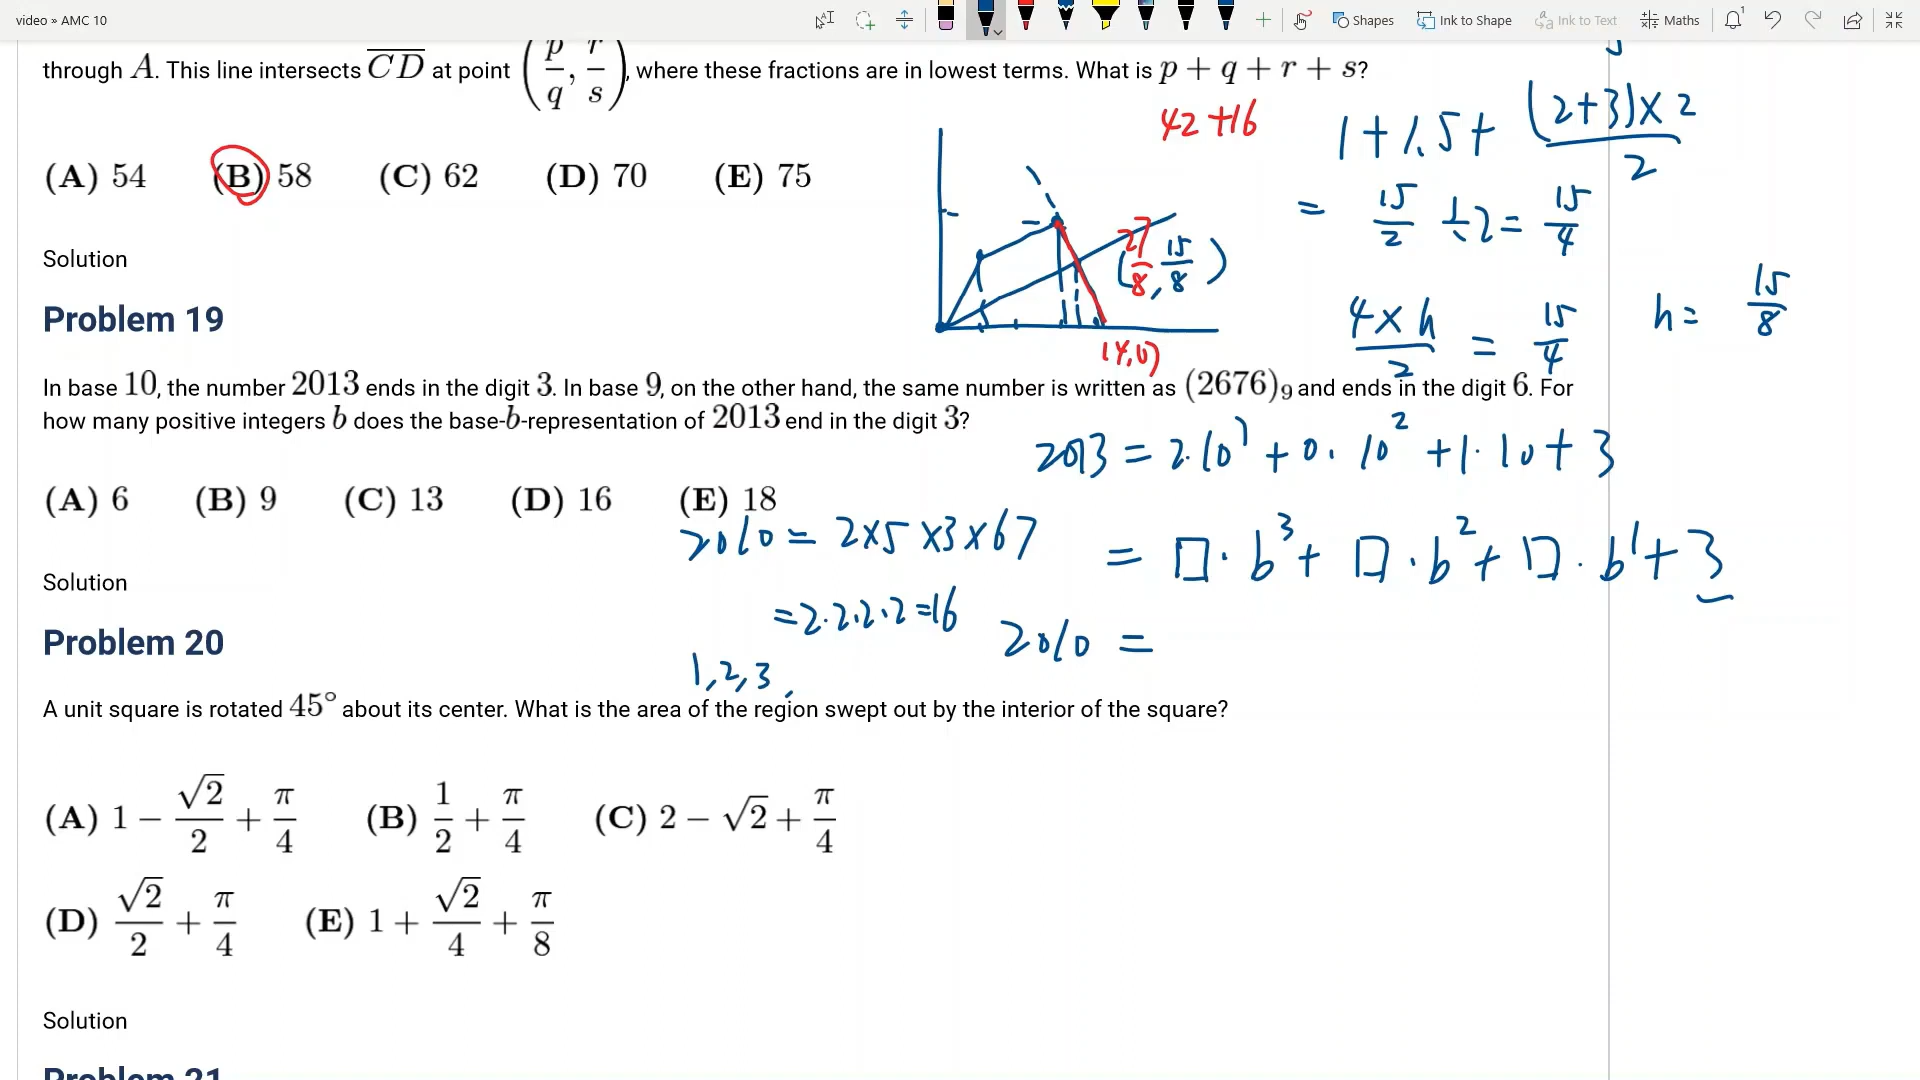 video » AMC 10
Shapes
Ink to Shape
Ink to Text
Maths
through A. This line intersects CD at point (p/q, r/s), where these fractions are in lowest terms. What is p + q + r + s?
42 + 16
1 + 1.5 + (2+3)×2 / 2
(A) 54 (B) 58 (C) 62 (D) 70 (E) 75
= 15/2 ÷ 2 = 15/4
(27/8, 15/8)
Solution
Problem 19
4 × h / 2 = 15/4
h = 15/8
(4,0)
In base 10, the number 2013 ends in the digit 3. In base 9, on the other hand, the same number is written as (2676)₉ and ends in the digit 6. For
how many positive integers b does the base-b-representation of 2013 end in the digit 3?
2013 = 2·10³ + 0·10² + 1·10 + 3
(A) 6 (B) 9 (C) 13 (D) 16 (E) 18
2010 = 2×5×3×67
= □·b³ + □·b² + □·b¹ + 3
Solution
= 2·2·2·2 = 16
2010 =
Problem 20
1, 2, 3,
A unit square is rotated 45° about its center. What is the area of the region swept out by the interior of the square?
(A) 1 − √2/2 + π/4 (B) 1/2 + π/4 (C) 2 − √2 + π/4
(D) √2/2 + π/4 (E) 1 + √2/4 + π/8
Solution
Problem 21